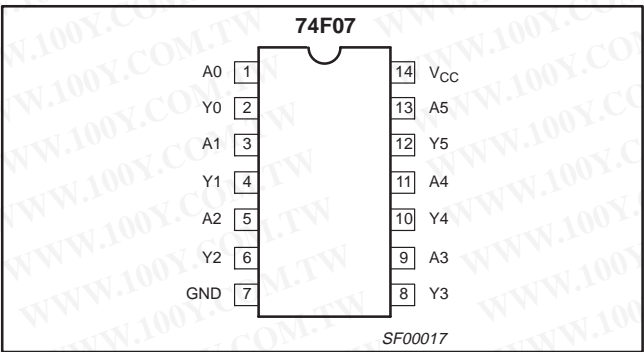 74F07
A0 1 14 VCC
Y0 2 13 A5
A1 3 12 Y5
Y1 4 11 A4
A2 5 10 Y4
Y2 6 9 A3
GND 7 8 Y3
SF00017
WWW.100Y.COM.TW